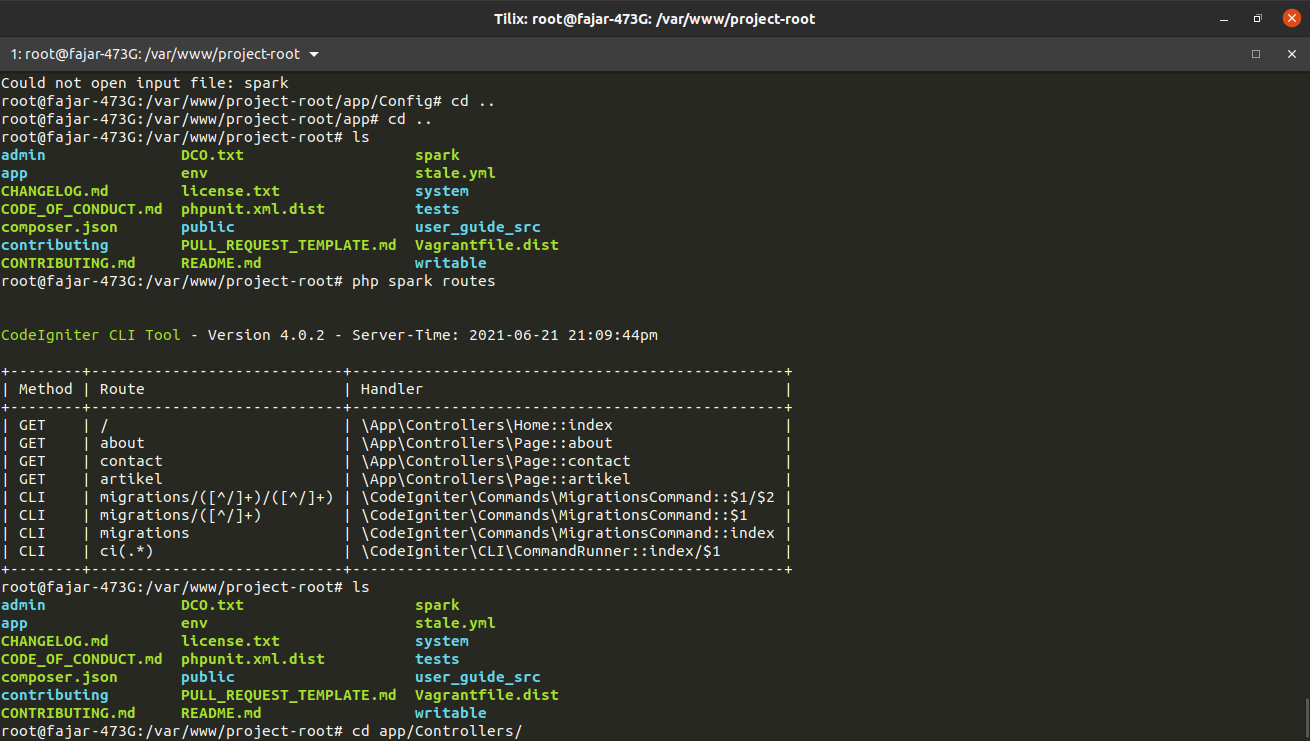 Tilix: root@fajar-473G: /var/www/project-root
1: root@fajar-473G: /var/www/project-root
Could not open input file: spark
root@fajar-473G:/var/www/project-root/app/Config# cd ..
root@fajar-473G:/var/www/project-root/app# cd ..
root@fajar-473G:/var/www/project-root# ls
admin               DCO.txt                   spark
app                 env                       stale.yml
CHANGELOG.md        license.txt               system
CODE_OF_CONDUCT.md  phpunit.xml.dist          tests
composer.json       public                    user_guide_src
contributing        PULL_REQUEST_TEMPLATE.md  Vagrantfile.dist
CONTRIBUTING.md     README.md                 writable
root@fajar-473G:/var/www/project-root# php spark routes
CodeIgniter CLI Tool - Version 4.0.2 - Server-Time: 2021-06-21 21:09:44pm
+--------+----------------------------+------------------------------------------------+
| Method | Route                      | Handler                                        |
+--------+----------------------------+------------------------------------------------+
| GET    | /                          | \App\Controllers\Home::index                   |
| GET    | about                      | \App\Controllers\Page::about                   |
| GET    | contact                    | \App\Controllers\Page::contact                 |
| GET    | artikel                    | \App\Controllers\Page::artikel                 |
| CLI    | migrations/([^/]+)/([^/]+) | \CodeIgniter\Commands\MigrationsCommand::$1/$2 |
| CLI    | migrations/([^/]+)         | \CodeIgniter\Commands\MigrationsCommand::$1    |
| CLI    | migrations                 | \CodeIgniter\Commands\MigrationsCommand::index |
| CLI    | ci(.*)                     | \CodeIgniter\CLI\CommandRunner::index/$1       |
+--------+----------------------------+------------------------------------------------+
root@fajar-473G:/var/www/project-root# ls
admin               DCO.txt                   spark
app                 env                       stale.yml
CHANGELOG.md        license.txt               system
CODE_OF_CONDUCT.md  phpunit.xml.dist          tests
composer.json       public                    user_guide_src
contributing        PULL_REQUEST_TEMPLATE.md  Vagrantfile.dist
CONTRIBUTING.md     README.md                 writable
root@fajar-473G:/var/www/project-root# cd app/Controllers/